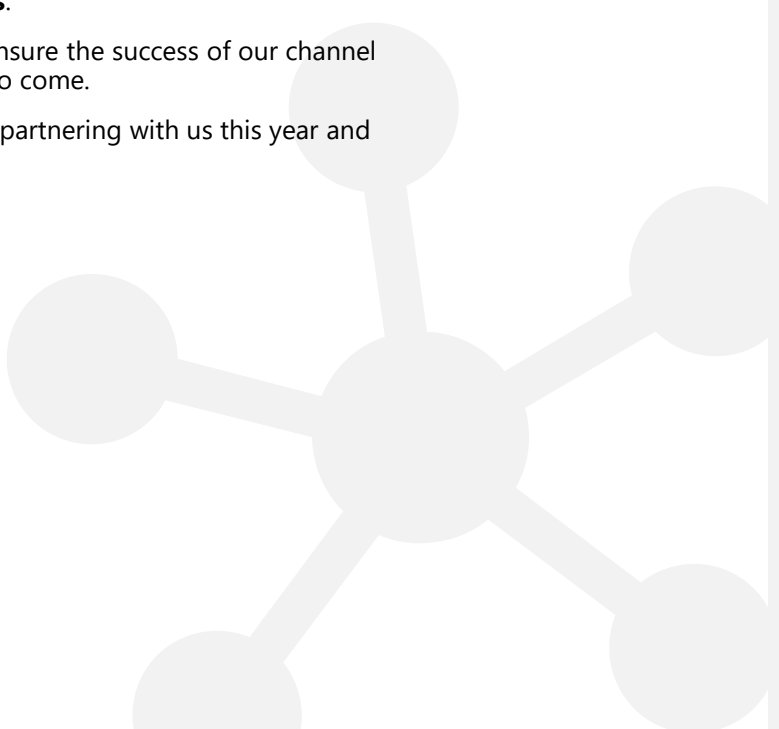 s.
nsure the success of our channel
o come.
partnering with us this year and